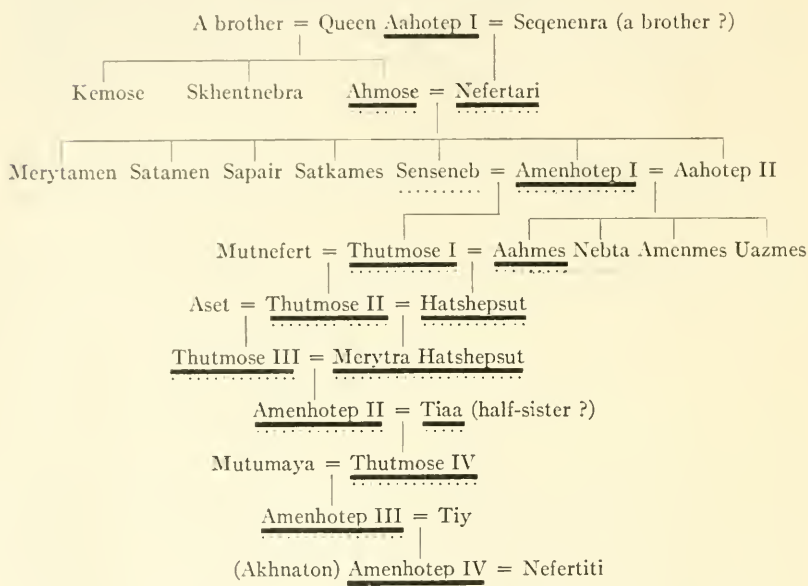 A brother = Queen Aahotep I = Seqenenra (a brother ?)
Kemose Skhentnebra Ahmose = Nefertari
Merytamen Satamen Sapair Satkames Senseneb = Amenhotep I = Aahotep II
Mutnefert = Thutmose I = Aahmes Nebta Amenmes Uazmes
Aset = Thutmose II = Hatshepsut
Thutmose III = Merytra Hatshepsut
Amenhotep II = Tiaa (half-sister ?)
Mutumaya = Thutmose IV
Amenhotep III = Tiy
(Akhnaton) Amenhotep IV = Nefertiti